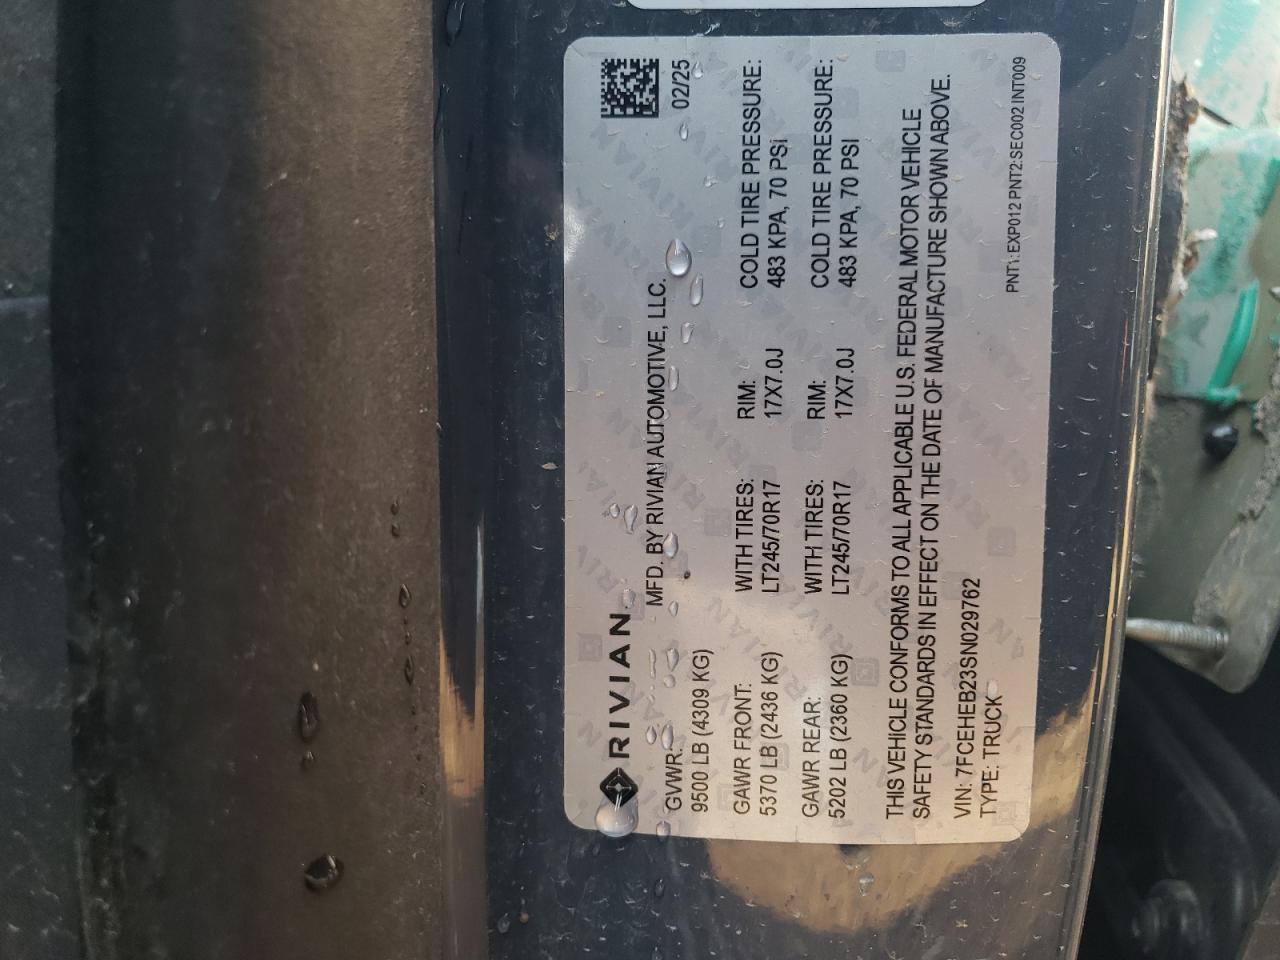 RIVIAN
02/25
MFD. BY RIVIAN AUTOMOTIVE, LLC.
GVWR:
9500 LB (4309 KG)
GAWR FRONT: WITH TIRES: RIM: COLD TIRE PRESSURE:
5370 LB (2436 KG) LT245/70R17 17X7.0J 483 KPA, 70 PSI
GAWR REAR: WITH TIRES: RIM: COLD TIRE PRESSURE:
5202 LB (2360 KG) LT245/70R17 17X7.0J 483 KPA, 70 PSI
THIS VEHICLE CONFORMS TO ALL APPLICABLE U.S. FEDERAL MOTOR VEHICLE
SAFETY STANDARDS IN EFFECT ON THE DATE OF MANUFACTURE SHOWN ABOVE.
VIN: 7FCEHEB23SN029762
TYPE: TRUCK
PNT1:EXP012 PNT2:SEC002 INT009